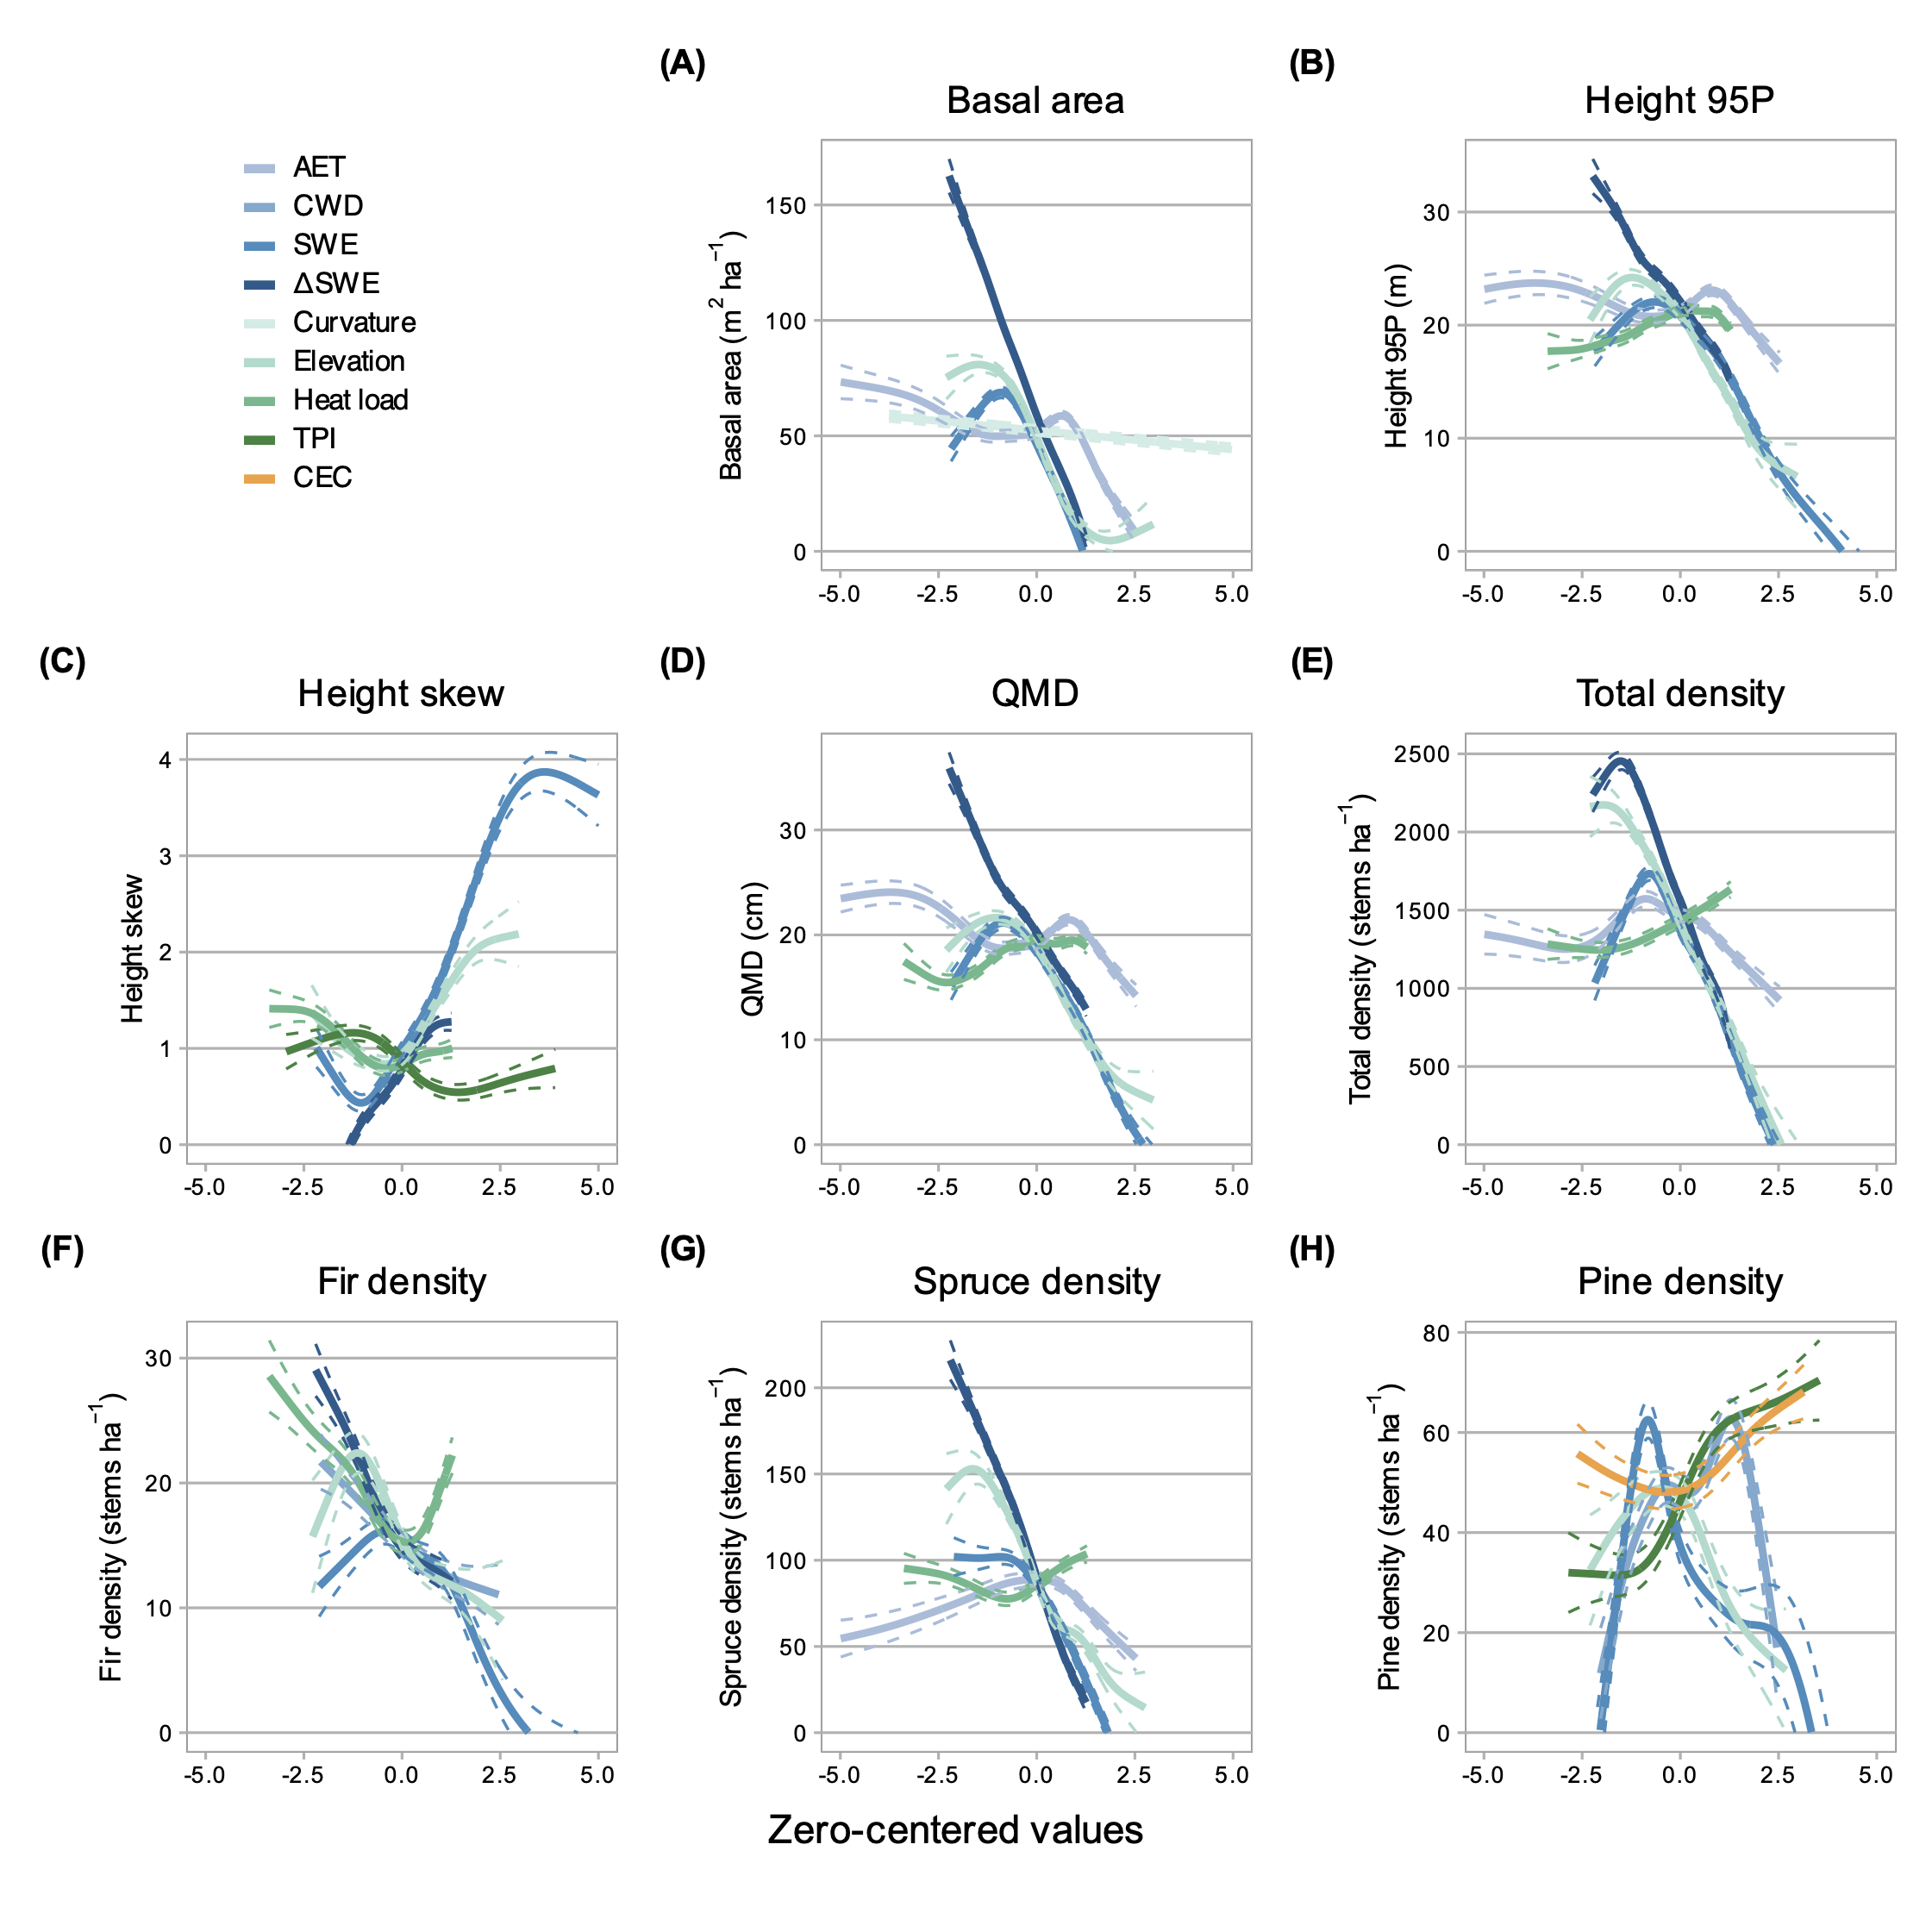 (A)
Basal area
(B)
Height 95P
AET
CWD
SWE
ΔSWE
Curvature
Elevation
Heat load
TPI
CEC
Basal area (m² ha⁻¹)
150
100
50
0
-5.0 -2.5 0.0 2.5 5.0
Height 95P (m)
30
20
10
0
-5.0 -2.5 0.0 2.5 5.0
(C)
Height skew
Height skew
4
3
2
1
0
-5.0 -2.5 0.0 2.5 5.0
(D)
QMD
QMD (cm)
30
20
10
0
-5.0 -2.5 0.0 2.5 5.0
(E)
Total density
Total density (stems ha⁻¹)
2500
2000
1500
1000
500
0
-5.0 -2.5 0.0 2.5 5.0
(F)
Fir density
Fir density (stems ha⁻¹)
30
20
10
0
-5.0 -2.5 0.0 2.5 5.0
(G)
Spruce density
Spruce density (stems ha⁻¹)
200
150
100
50
0
-5.0 -2.5 0.0 2.5 5.0
(H)
Pine density
Pine density (stems ha⁻¹)
80
60
40
20
0
-5.0 -2.5 0.0 2.5 5.0
Zero-centered values